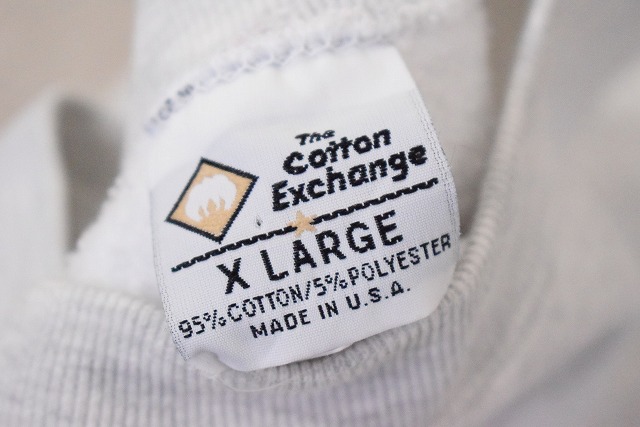 The
Cotton
Exchange
X LARGE
95% COTTON/5% POLYESTER
MADE IN U.S.A.